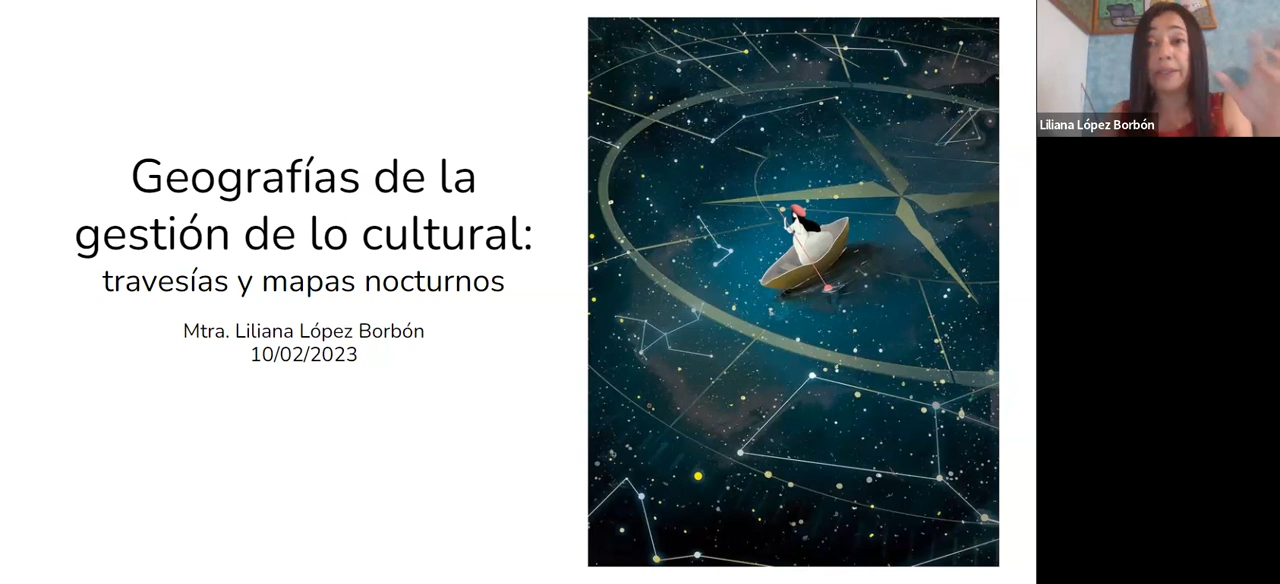 Geografías de la
gestión de lo cultural:
travesías y mapas nocturnos
Mtra. Liliana López Borbón
10/02/2023
Liliana López Borbón